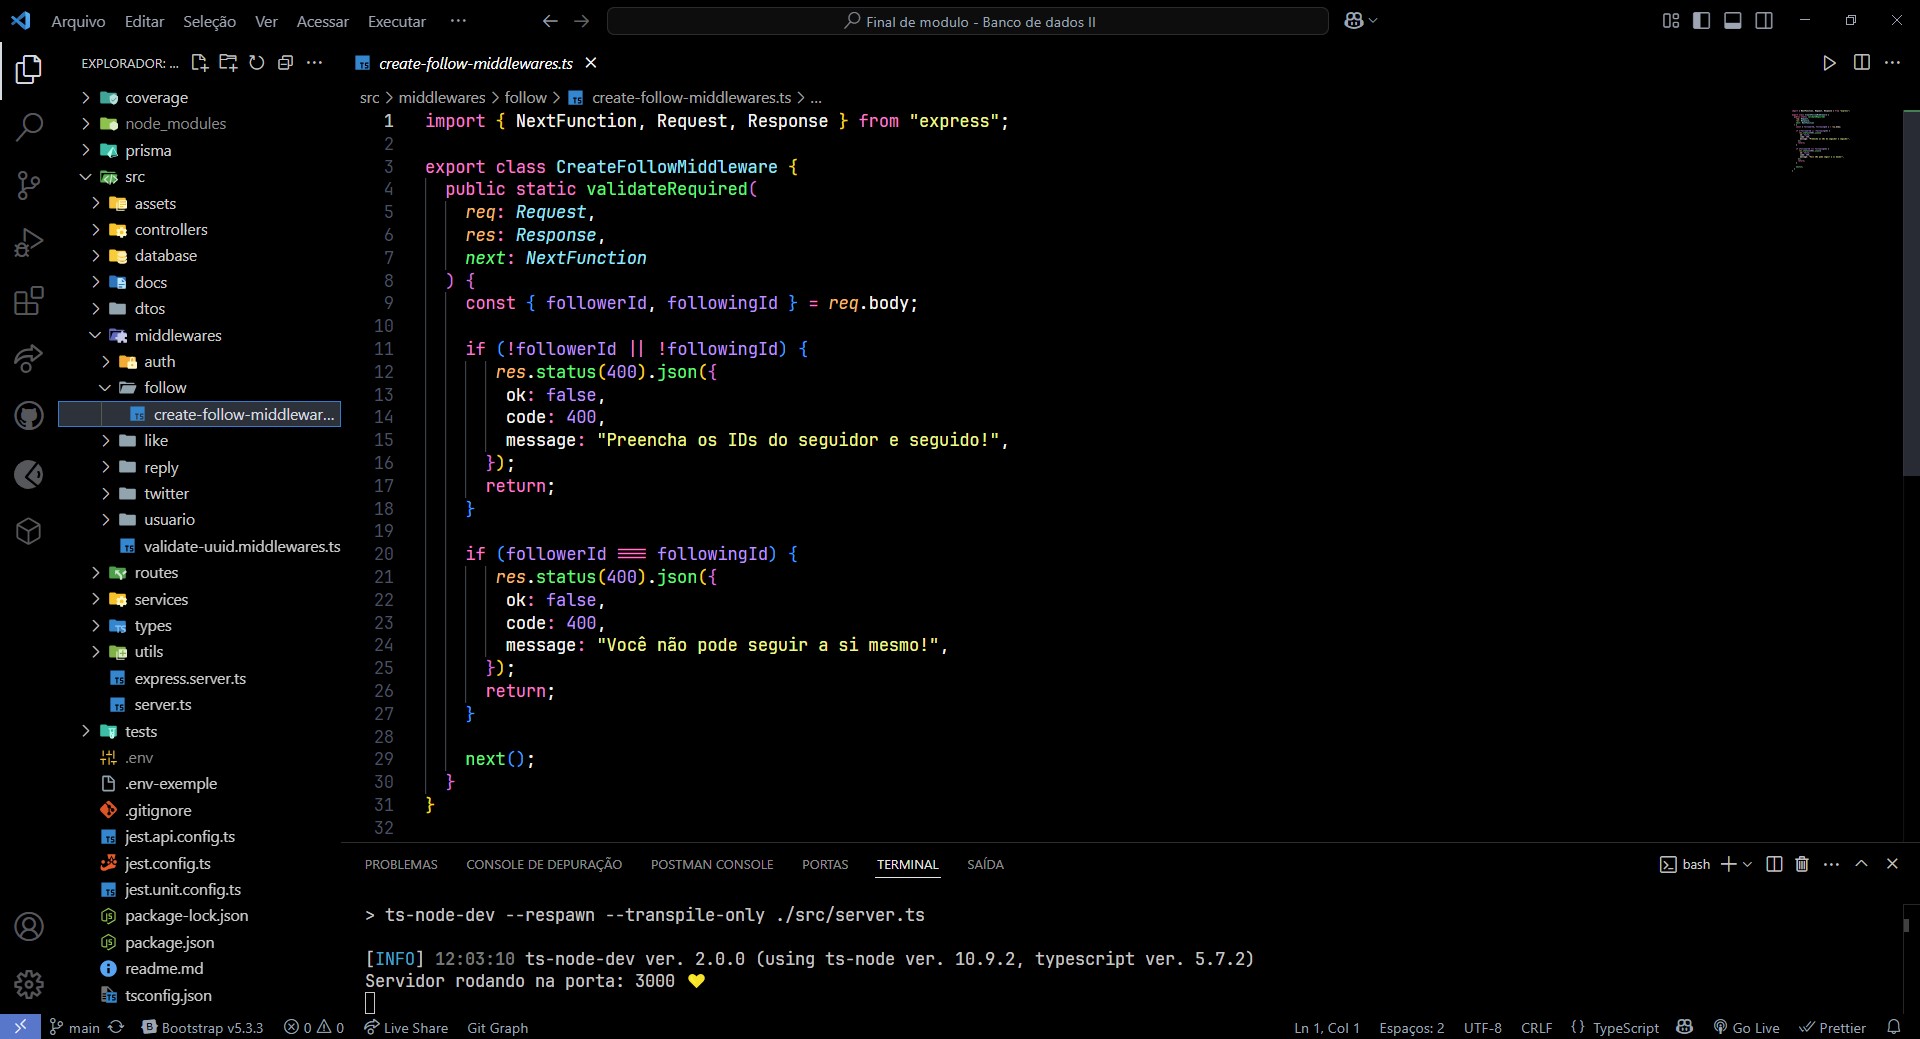 Arquivo Editar Seleção Ver Acessar Executar ···
Final de modulo - Banco de dados II
EXPLORADOR: ...
coverage
node_modules
prisma
src
assets
controllers
database
docs
dtos
middlewares
auth
follow
create-follow-middlewar...
like
reply
twitter
usuario
validate-uuid.middlewares.ts
routes
services
types
utils
express.server.ts
server.ts
tests
.env
.env-exemple
.gitignore
jest.api.config.ts
jest.config.ts
jest.unit.config.ts
package-lock.json
package.json
readme.md
tsconfig.json
create-follow-middlewares.ts
src > middlewares > follow > create-follow-middlewares.ts > ...
1 import { NextFunction, Request, Response } from "express";
2
3 export class CreateFollowMiddleware {
4 public static validateRequired(
5 req: Request,
6 res: Response,
7 next: NextFunction
8 ) {
9 const { followerId, followingId } = req.body;
10
11 if (!followerId || !followingId) {
12 res.status(400).json({
13 ok: false,
14 code: 400,
15 message: "Preencha os IDs do seguidor e seguido!",
16 });
17 return;
18 }
19
20 if (followerId === followingId) {
21 res.status(400).json({
22 ok: false,
23 code: 400,
24 message: "Você não pode seguir a si mesmo!",
25 });
26 return;
27 }
28
29 next();
30 }
31 }
32
PROBLEMAS CONSOLE DE DEPURAÇÃO POSTMAN CONSOLE PORTAS TERMINAL SAÍDA
bash
> ts-node-dev --respawn --transpile-only ./src/server.ts
[INFO] 12:03:10 ts-node-dev ver. 2.0.0 (using ts-node ver. 10.9.2, typescript ver. 5.7.2)
Servidor rodando na porta: 3000 💛
main Bootstrap v5.3.3 0 0 Live Share Git Graph
Ln 1, Col 1 Espaços: 2 UTF-8 CRLF {} TypeScript Go Live Prettier